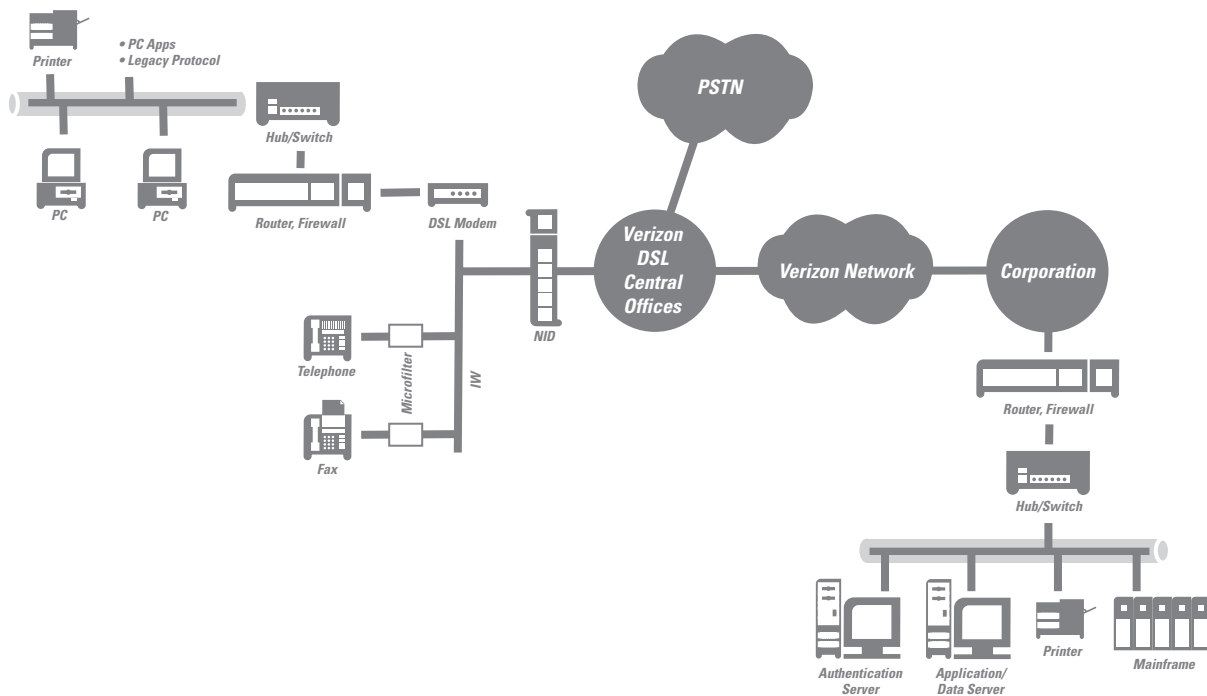 • PC Apps
• Legacy Protocol
Printer
Hub/Switch
PC
PC
Router, Firewall
DSL Modem
PSTN
Verizon
DSL
Central
Offices
Verizon Network
Corporation
NID
Telephone
Microfilter
IW
Fax
Router, Firewall
Hub/Switch
Authentication
Server
Application/
Data Server
Printer
Mainframe